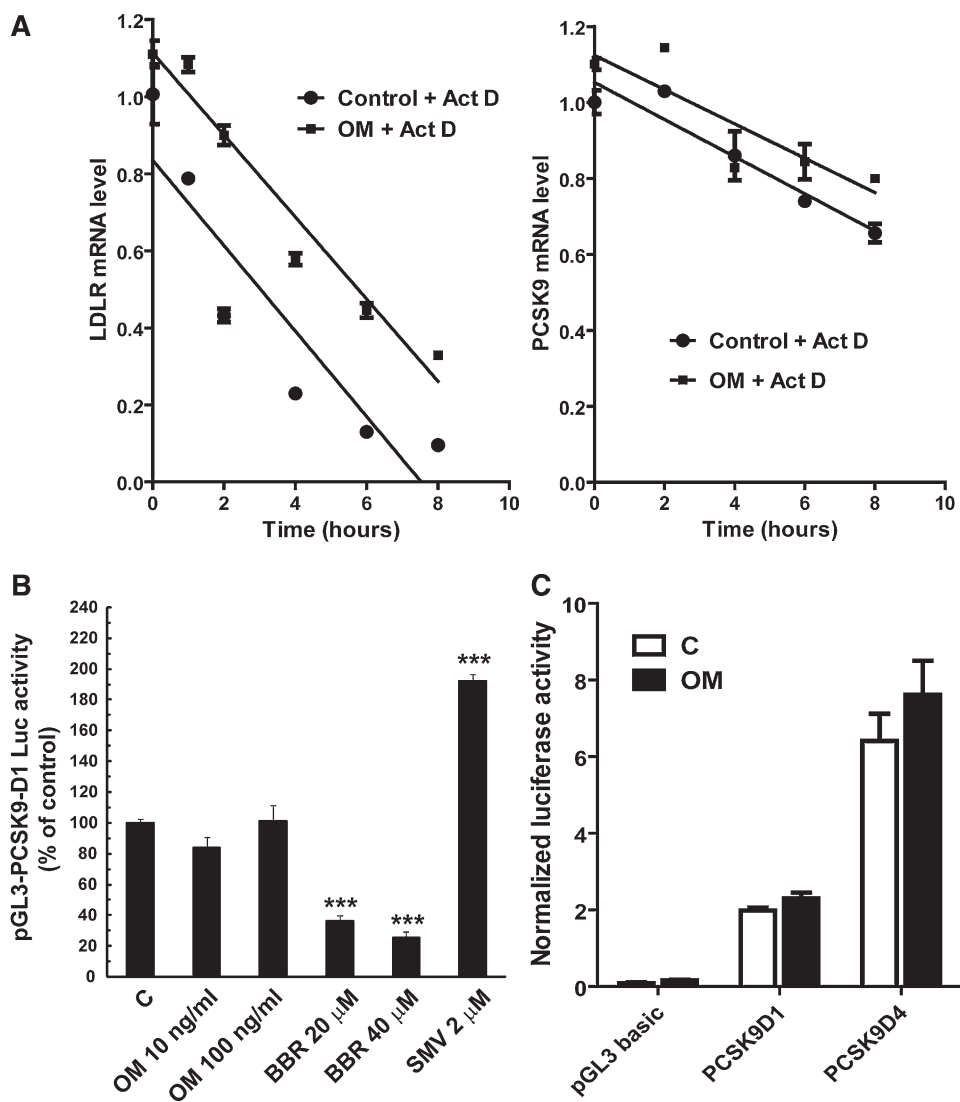 A
LDLR mRNA level
1.2
1.0
0.8
0.6
0.4
0.2
0.0
0 2 4 6 8 10
Time (hours)
Control + Act D
OM + Act D
PCSK9 mRNA level
1.2
1.0
0.8
0.6
0.4
0.2
0.0
0 2 4 6 8 10
Time (hours)
Control + Act D
OM + Act D
B
pGL3-PCSK9-D1 Luc activity
(% of control)
240
220
200
180
160
140
120
100
80
60
40
20
0
***
***
***
C
OM 10 ng/ml
OM 100 ng/ml
BBR 20 μM
BBR 40 μM
SMV 2 μM
C
Normalized luciferase activity
10
8
6
4
2
0
C
OM
pGL3 basic
PCSK9D1
PCSK9D4